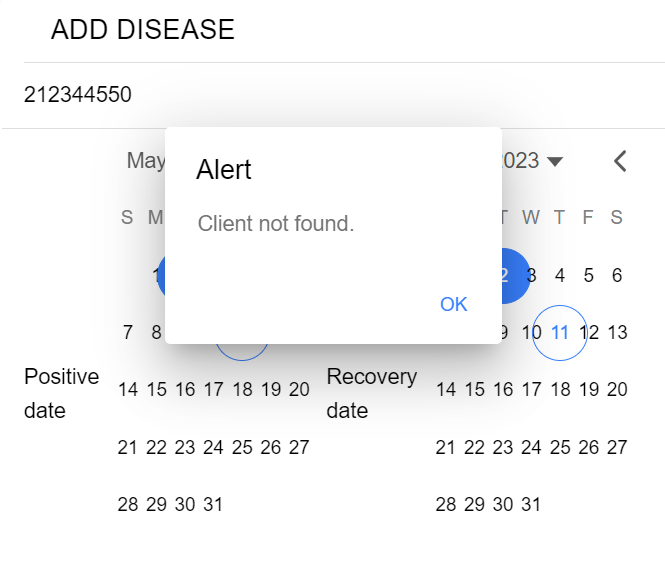 ADD DISEASE
212344550
May
2023
Alert
S M
T W T F S
Client not found.
1
2 3 4 5 6
OK
7 8
9 10 11 12 13
Positive date
14 15 16 17 18 19 20
Recovery date
14 15 16 17 18 19 20
21 22 23 24 25 26 27
21 22 23 24 25 26 27
28 29 30 31
28 29 30 31